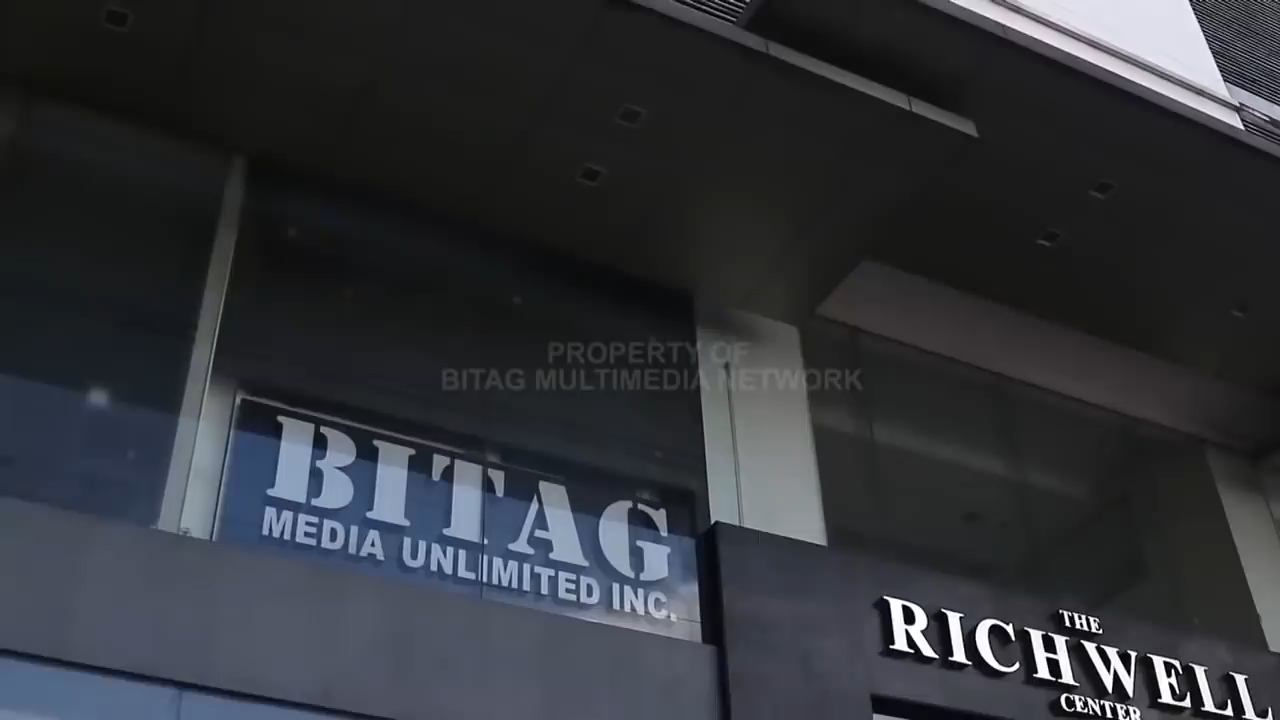 PROPERTY OF
BITAG MULTIMEDIA NETWORK
BITAG
MEDIA UNLIMITED INC.
THE
RICHWELL
CENTER